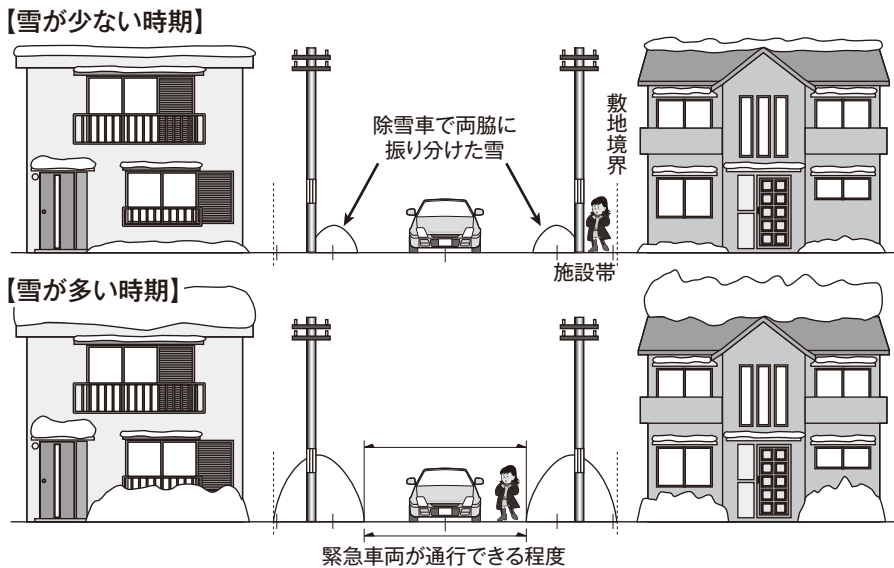 【雪が少ない時期】
除雪車で両脇に
振り分けた雪
敷地境界
施設帯
【雪が多い時期】
緊急車両が通行できる程度